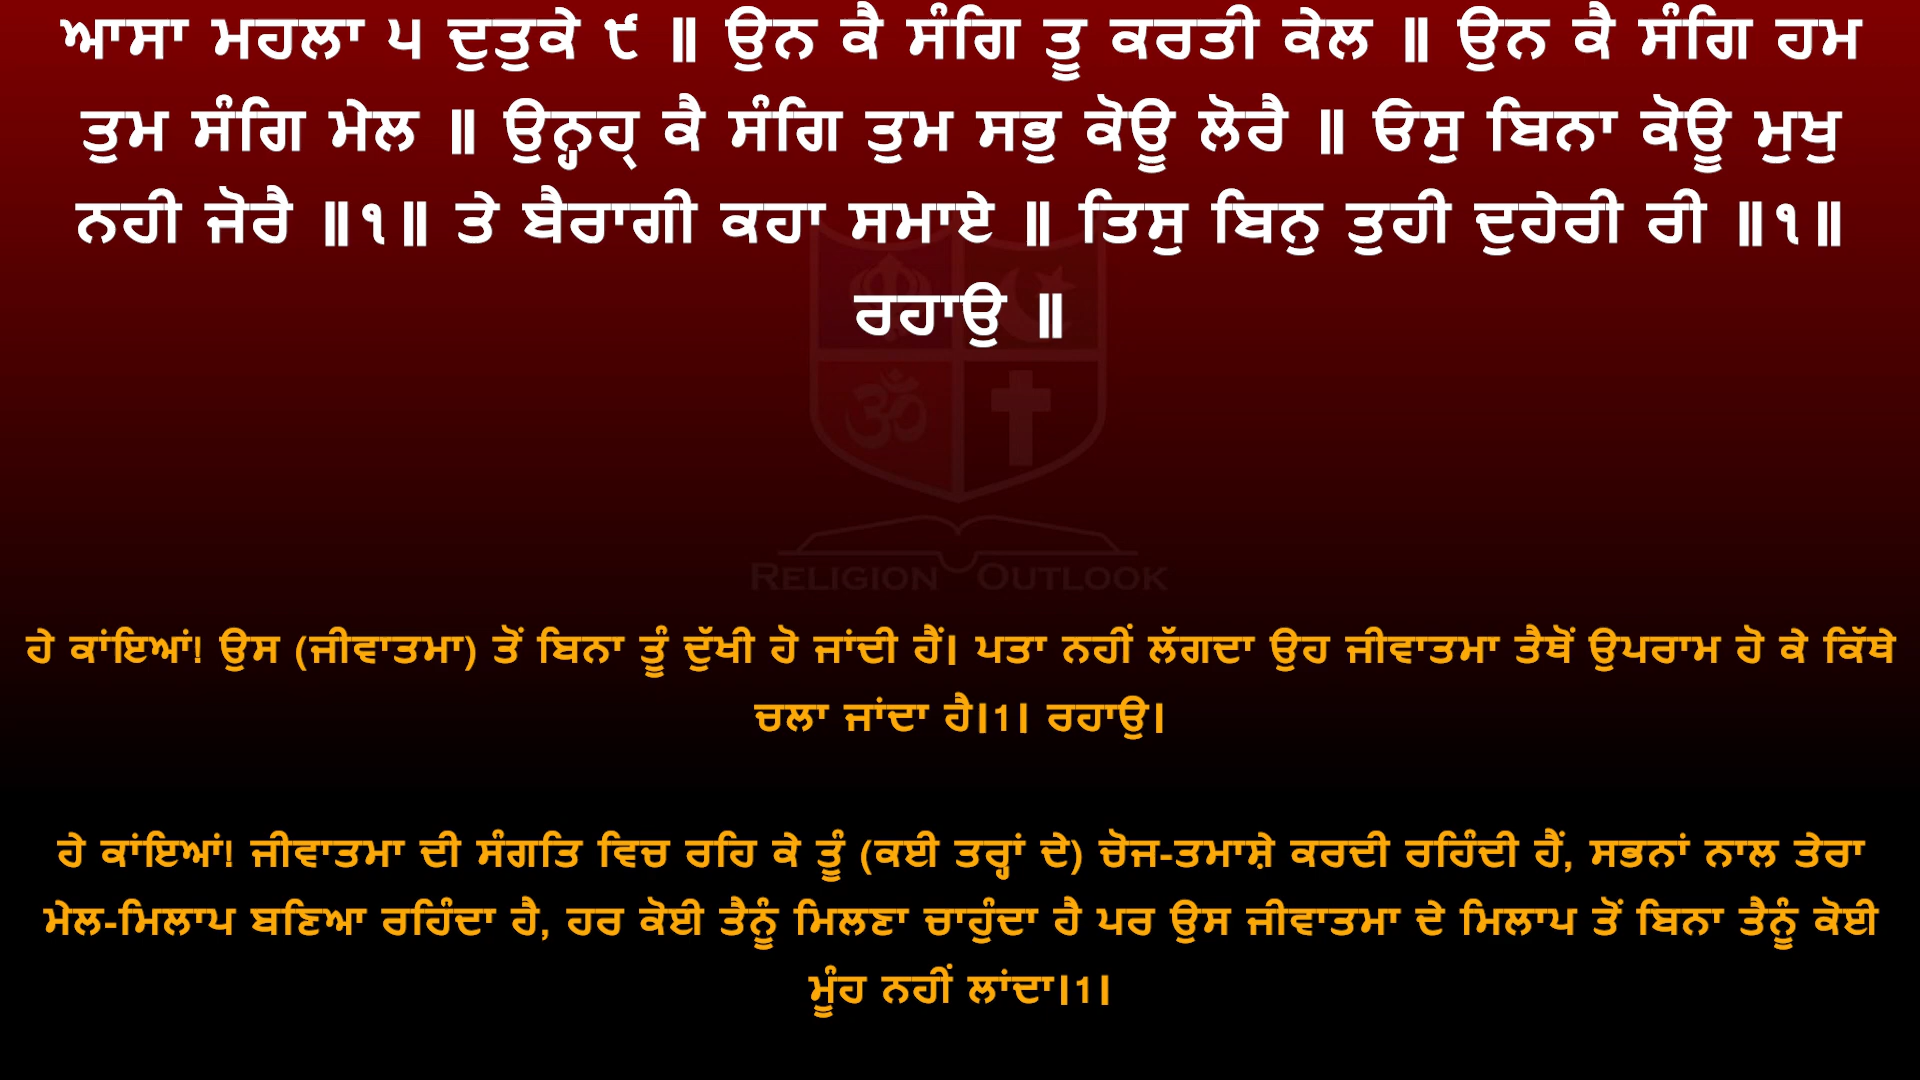 ਆਸਾ ਮਹਲਾ ੫ ਦੁਤੁਕੇ ੯ ॥ ਉਨ ਕੈ ਸੰਗਿ ਤੂ ਕਰਤੀ ਕੇਲ ॥ ਉਨ ਕੈ ਸੰਗਿ ਹਮ
ਤੁਮ ਸੰਗਿ ਮੇਲ ॥ ਉਨ੍ਹਹ੍ ਕੈ ਸੰਗਿ ਤੁਮ ਸਭੁ ਕੋਊ ਲੋਰੈ ॥ ਓਸੁ ਬਿਨਾ ਕੋਊ ਮੁਖੁ
ਨਹੀ ਜੋਰੈ ॥੧॥ ਤੇ ਬੈਰਾਗੀ ਕਹਾ ਸਮਾਏ ॥ ਤਿਸੁ ਬਿਨੁ ਤੁਹੀ ਦੁਹੇਰੀ ਰੀ ॥੧॥
ਰਹਾਉ ॥
RELIGION OUTLOOK
ਹੇ ਕਾਂਇਆਂ! ਉਸ (ਜੀਵਾਤਮਾ) ਤੋਂ ਬਿਨਾ ਤੂੰ ਦੁੱਖੀ ਹੋ ਜਾਂਦੀ ਹੈਂ। ਪਤਾ ਨਹੀਂ ਲੱਗਦਾ ਉਹ ਜੀਵਾਤਮਾ ਤੈਥੋਂ ਉਪਰਾਮ ਹੋ ਕੇ ਕਿੱਥੇ
ਚਲਾ ਜਾਂਦਾ ਹੈ।1। ਰਹਾਉ।
ਹੇ ਕਾਂਇਆਂ! ਜੀਵਾਤਮਾ ਦੀ ਸੰਗਤਿ ਵਿਚ ਰਹਿ ਕੇ ਤੂੰ (ਕਈ ਤਰ੍ਹਾਂ ਦੇ) ਚੋਜ-ਤਮਾਸ਼ੇ ਕਰਦੀ ਰਹਿੰਦੀ ਹੈਂ, ਸਭਨਾਂ ਨਾਲ ਤੇਰਾ
ਮੇਲ-ਮਿਲਾਪ ਬਣਿਆ ਰਹਿੰਦਾ ਹੈ, ਹਰ ਕੋਈ ਤੈਨੂੰ ਮਿਲਣਾ ਚਾਹੁੰਦਾ ਹੈ ਪਰ ਉਸ ਜੀਵਾਤਮਾ ਦੇ ਮਿਲਾਪ ਤੋਂ ਬਿਨਾ ਤੈਨੂੰ ਕੋਈ
ਮੂੰਹ ਨਹੀਂ ਲਾਂਦਾ।1।